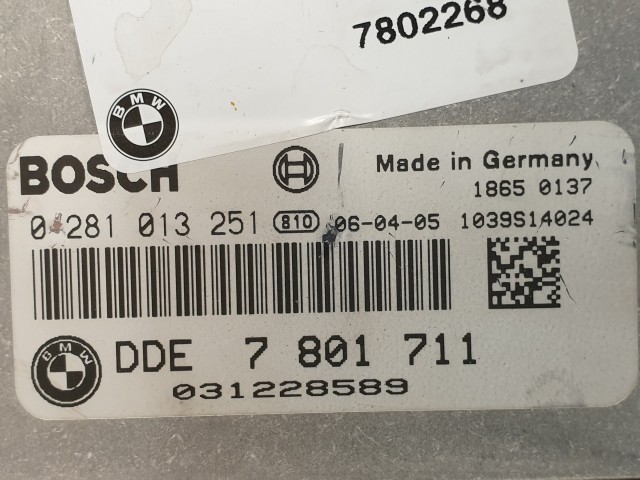 7802268
BMW
BOSCH
Made in Germany
1865 0137
0 281 013 251 810 06-04-05 1039S14024
BMW
DDE 7 801 711
031228589